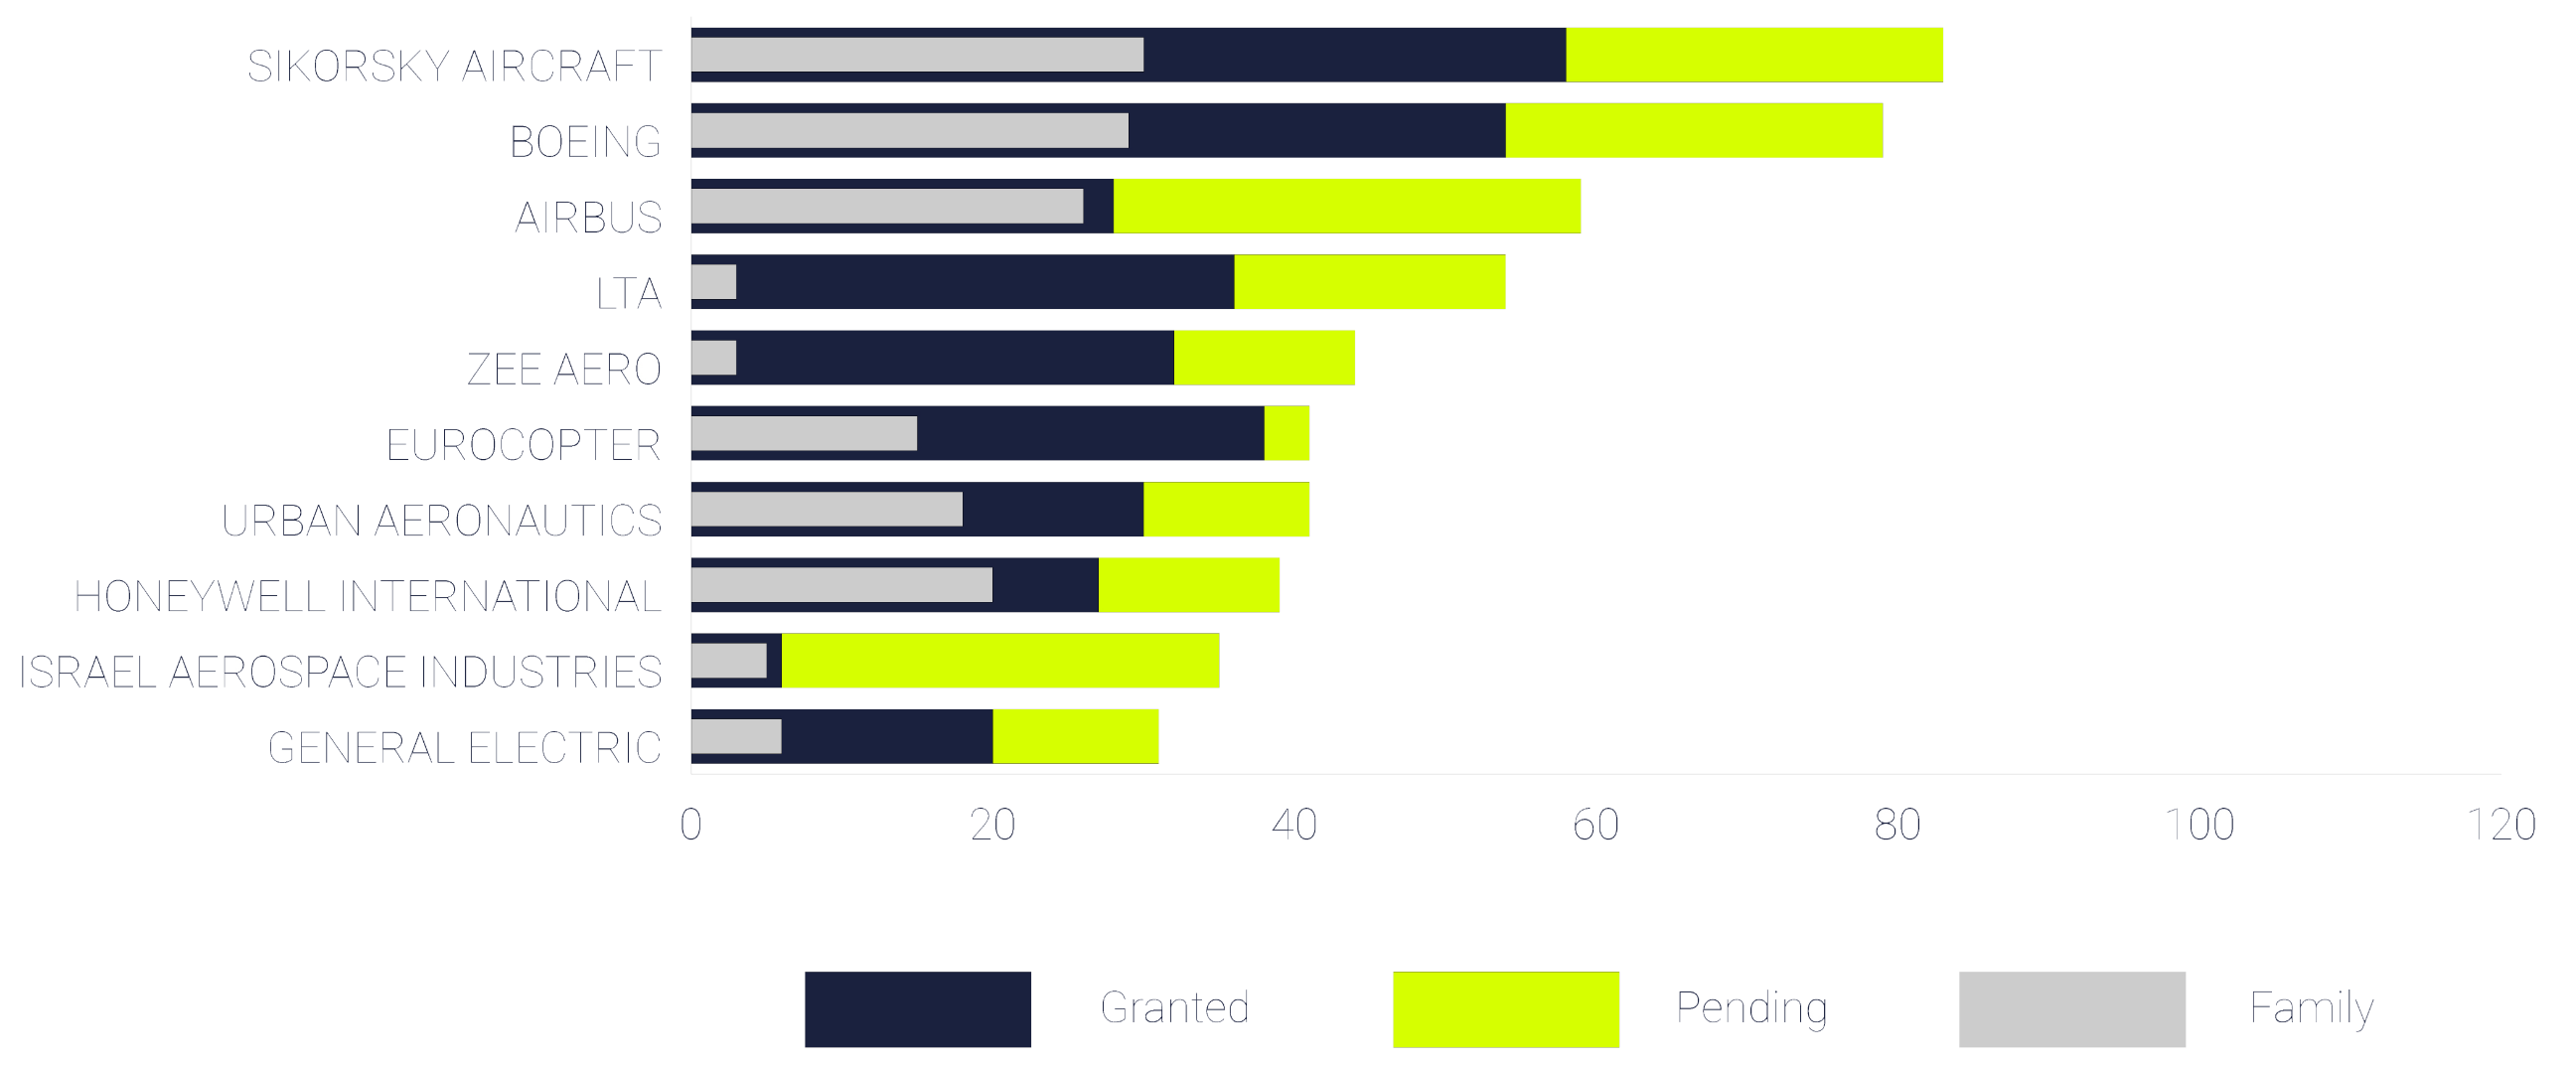 SIKORSKY AIRCRAFT
BOEING
AIRBUS
LTA
ZEE AERO
EUROCOPTER
URBAN AERONAUTICS
HONEYWELL INTERNATIONAL
ISRAEL AEROSPACE INDUSTRIES
GENERAL ELECTRIC
0 20 40 60 80 100 120
Granted Pending Family